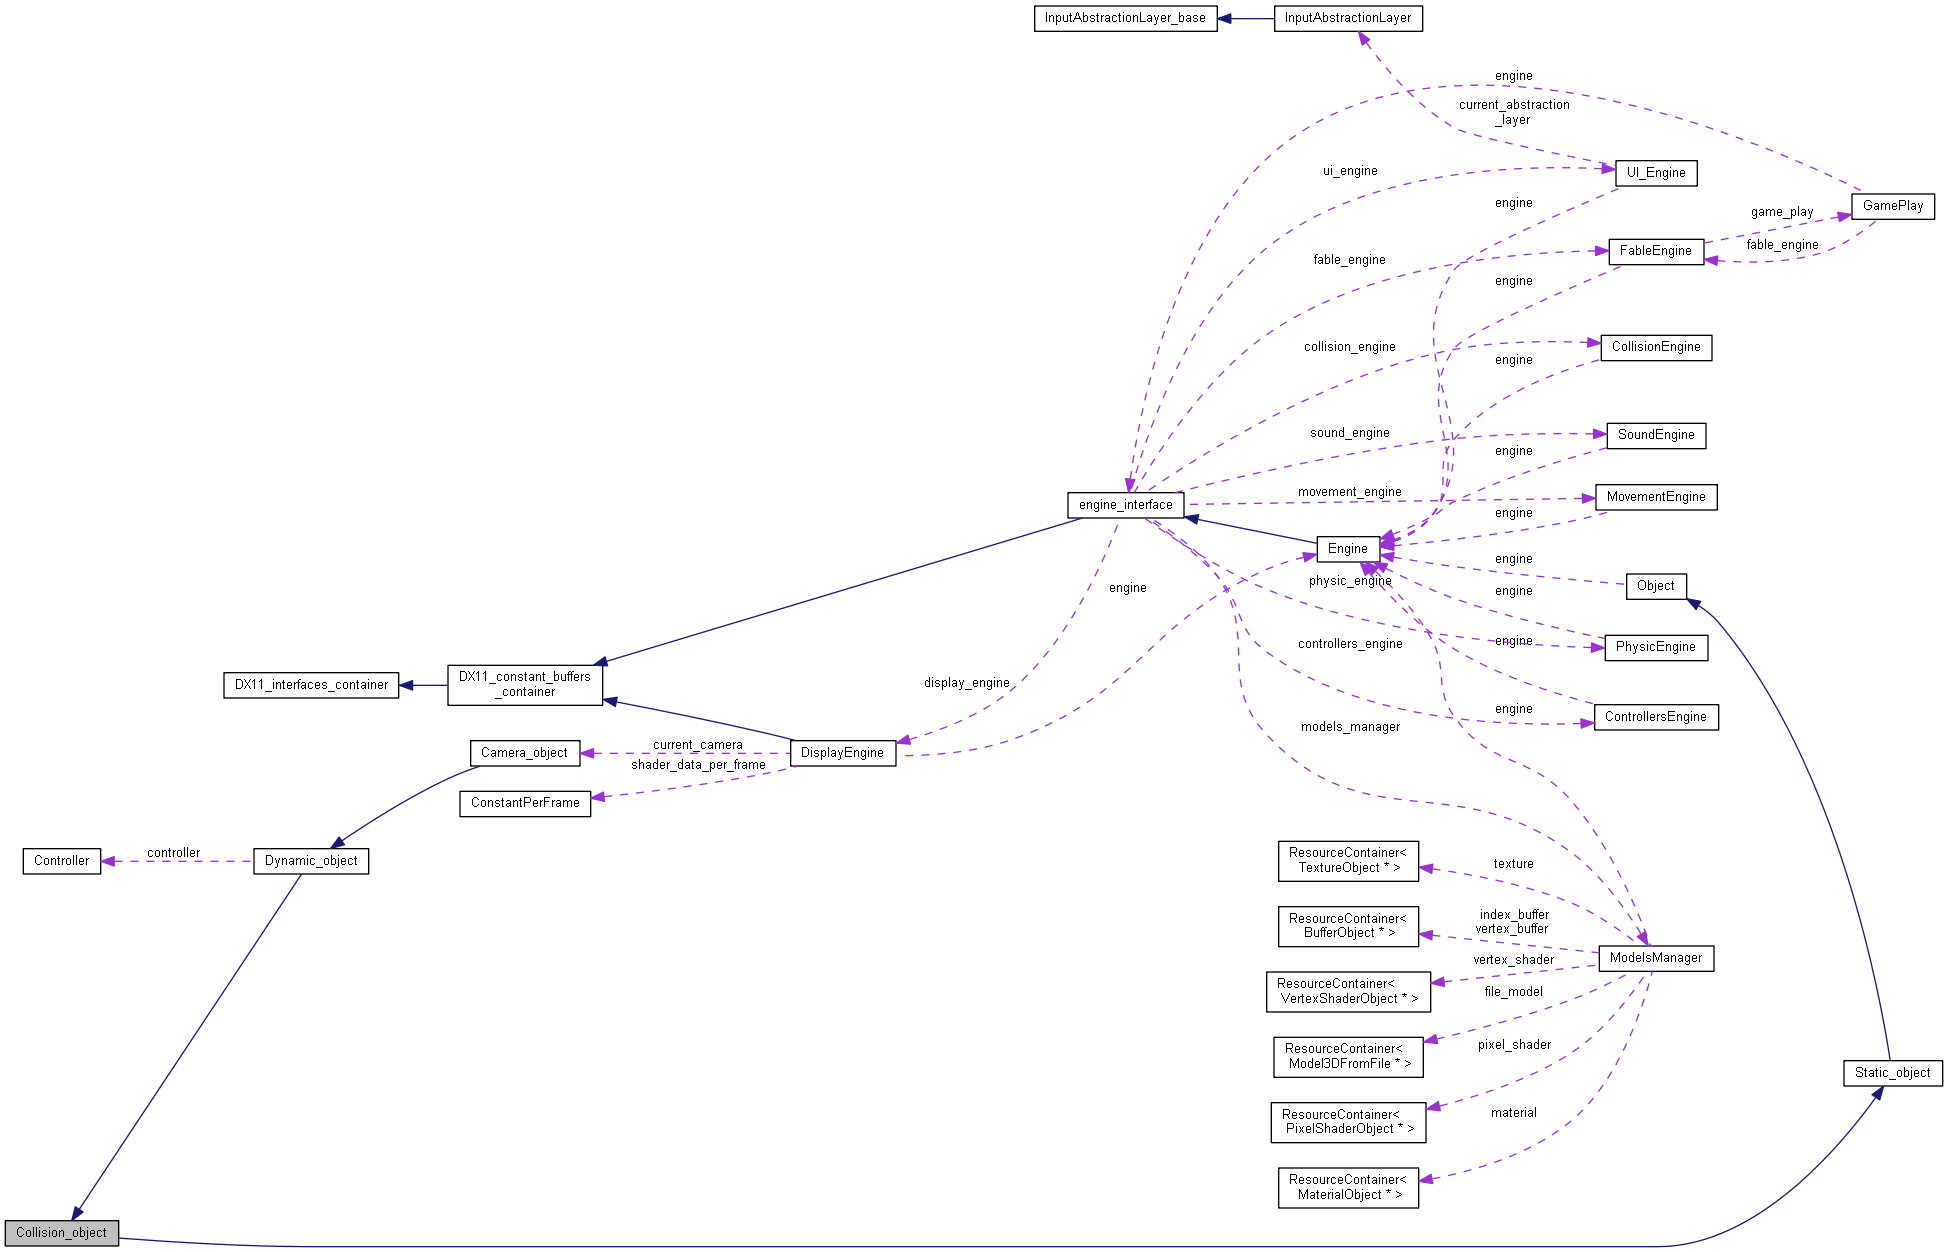 InputAbstractionLayer_base
InputAbstractionLayer
engine
current_abstraction
_layer
ui_engine
UI_Engine
engine
GamePlay
game_play
fable_engine
fable_engine
FableEngine
engine
collision_engine
CollisionEngine
engine
sound_engine
SoundEngine
engine
movement_engine
MovementEngine
engine_interface
engine
Engine
engine
Object
physic_engine
engine
engine
controllers_engine
engine
PhysicEngine
DX11_interfaces_container
DX11_constant_buffers
_container
display_engine
engine
ControllersEngine
models_manager
current_camera
Camera_object
DisplayEngine
shader_data_per_frame
ConstantPerFrame
Controller
controller
Dynamic_object
ResourceContainer<
TextureObject * >
texture
ResourceContainer<
BufferObject * >
index_buffer
vertex_buffer
ModelsManager
vertex_shader
ResourceContainer<
VertexShaderObject * >
file_model
ResourceContainer<
Model3DFromFile * >
pixel_shader
Static_object
ResourceContainer<
PixelShaderObject * >
material
ResourceContainer<
MaterialObject * >
Collision_object